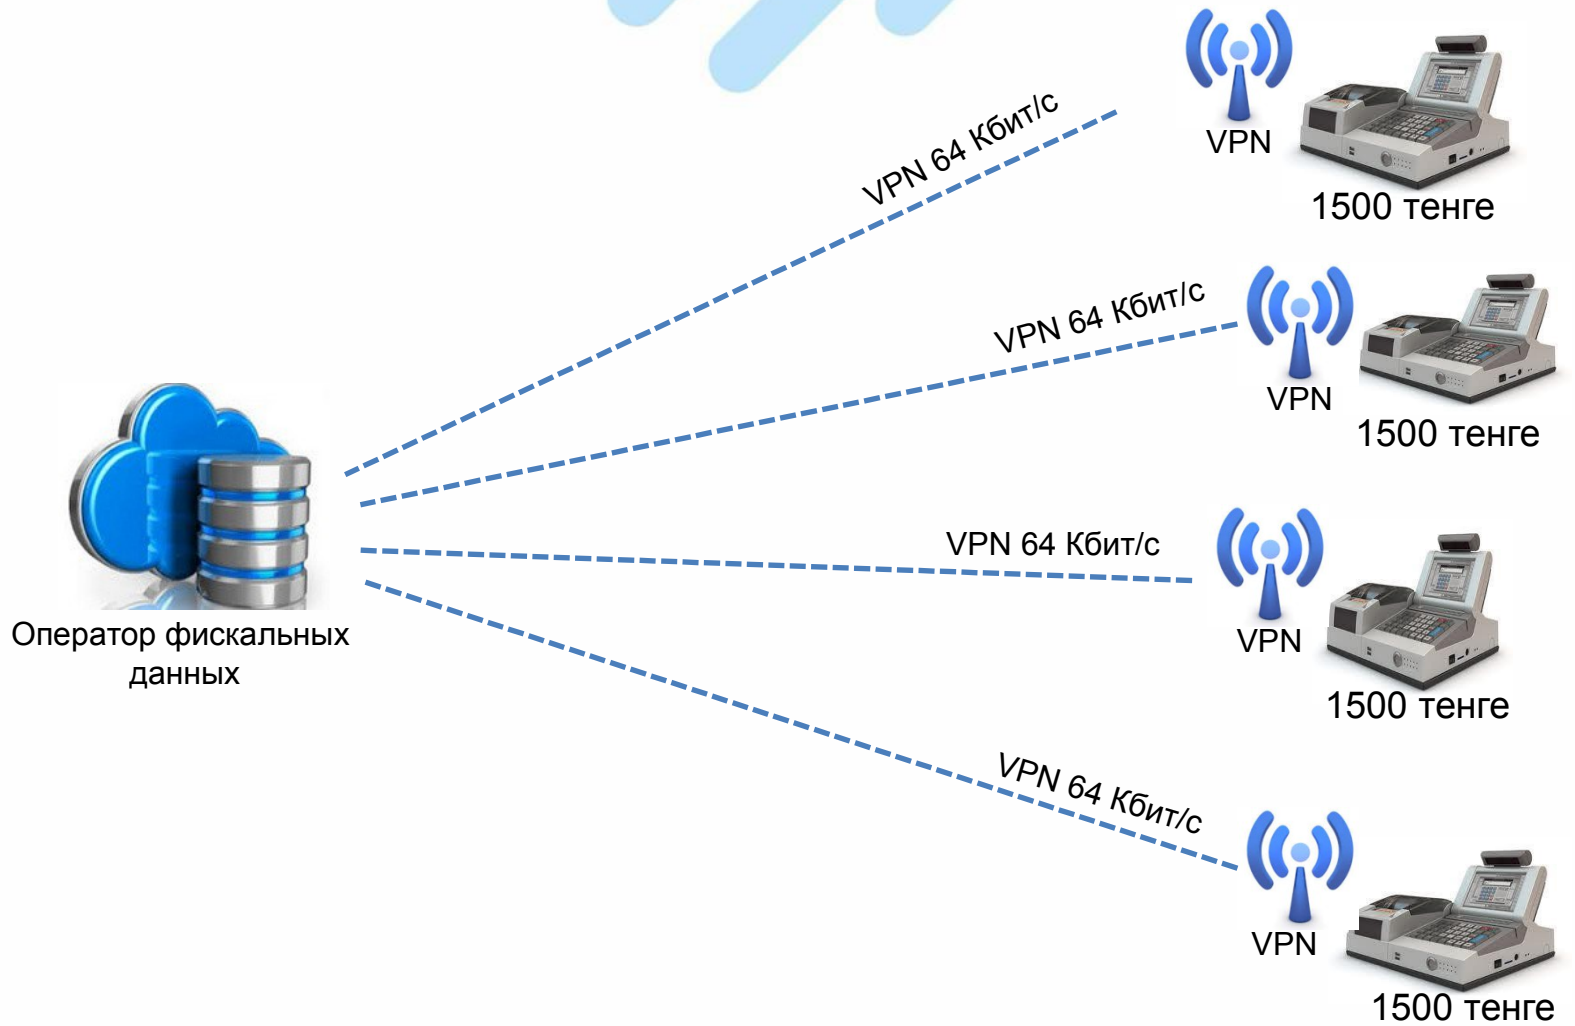 VPN 64 Кбит/с
VPN
1500 тенге
VPN 64 Кбит/с
VPN
1500 тенге
VPN 64 Кбит/с
VPN
1500 тенге
Оператор фискальных
данных
VPN 64 Кбит/с
VPN
1500 тенге